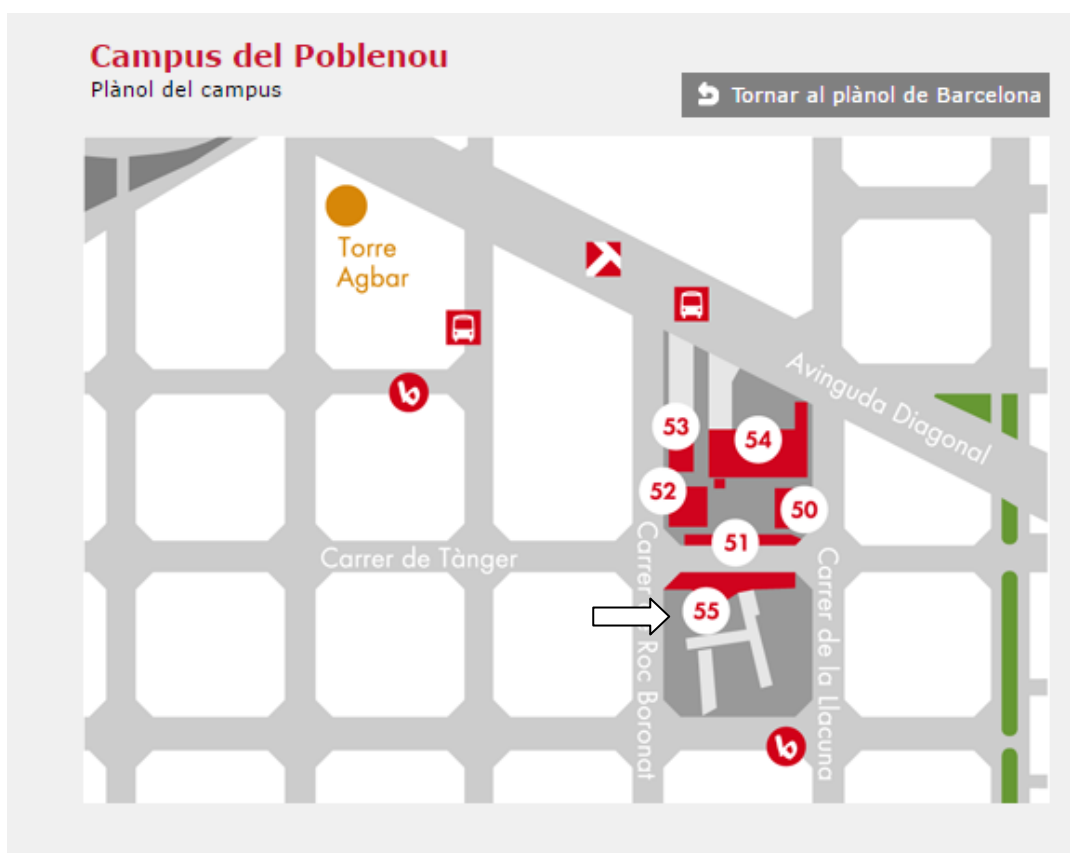 Campus del Poblenou
Plànol del campus
Tornar al plànol de Barcelona
Torre
Agbar
Avinguda Diagonal
53
54
52
50
51
Carrer de Tànger
55
Carrer Roc Boronat
Carrer de la Llacuna